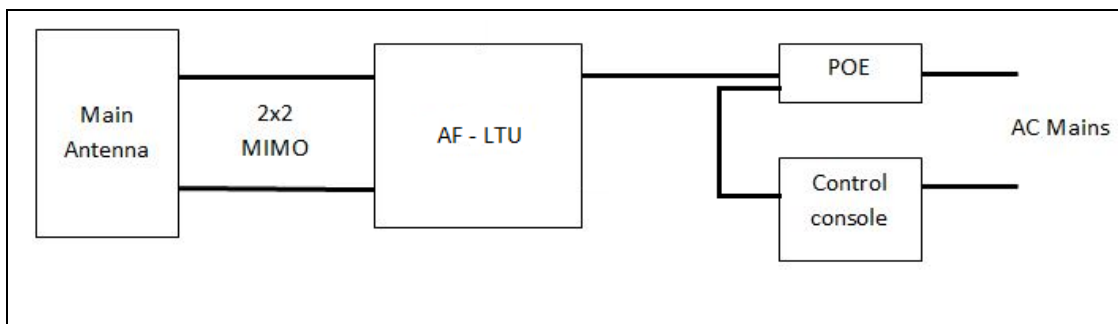 Main
Antenna
2x2
MIMO
AF - LTU
POE
AC Mains
Control
console